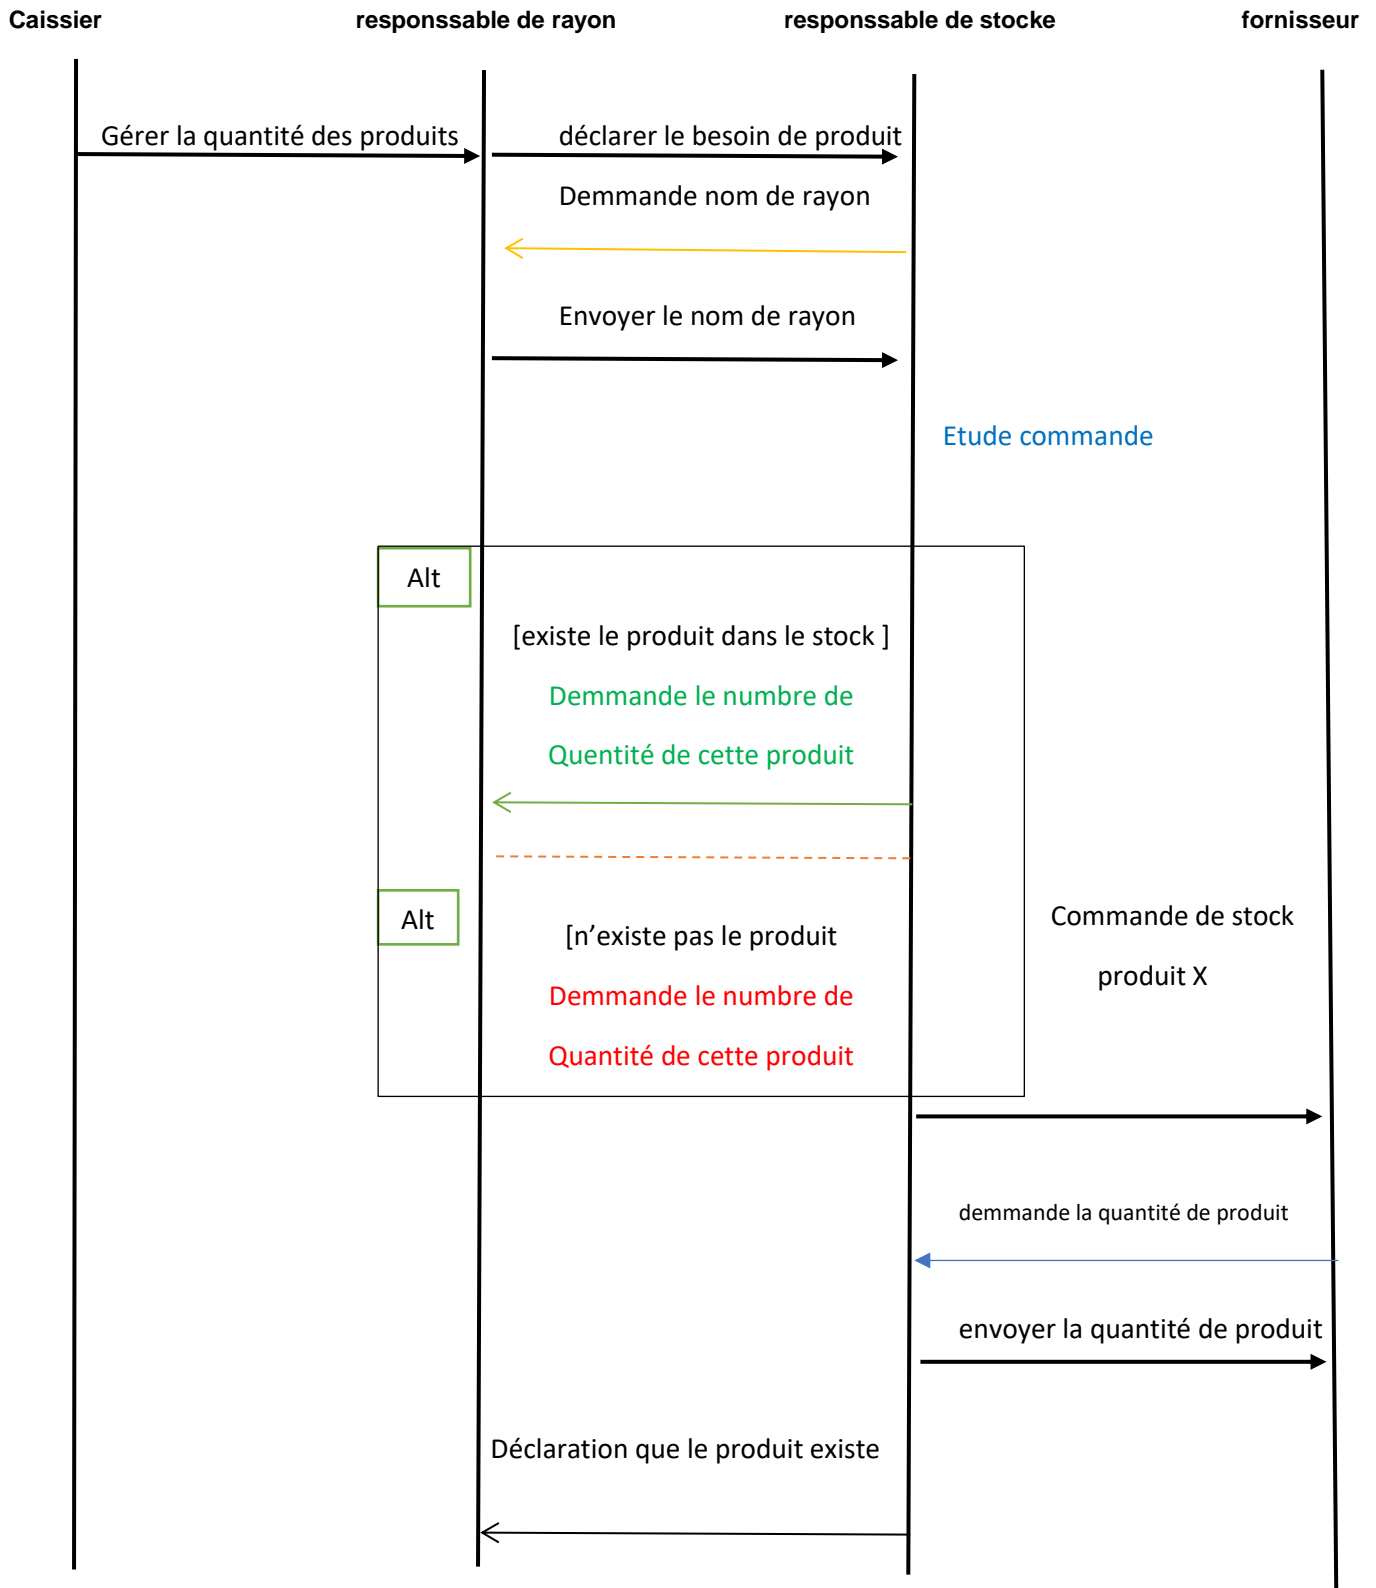 Caissier responssable de rayon responssable de stocke fornisseur
Gérer la quantité des produits déclarer le besoin de produit
Demmande nom de rayon
Envoyer le nom de rayon
Etude commande
Alt
[existe le produit dans le stock ]
Demmande le numbre de
Quentité de cette produit
Alt
[n’existe pas le produit
Demmande le numbre de
Quantité de cette produit
Commande de stock
produit X
demmande la quantité de produit
envoyer la quantité de produit
Déclaration que le produit existe